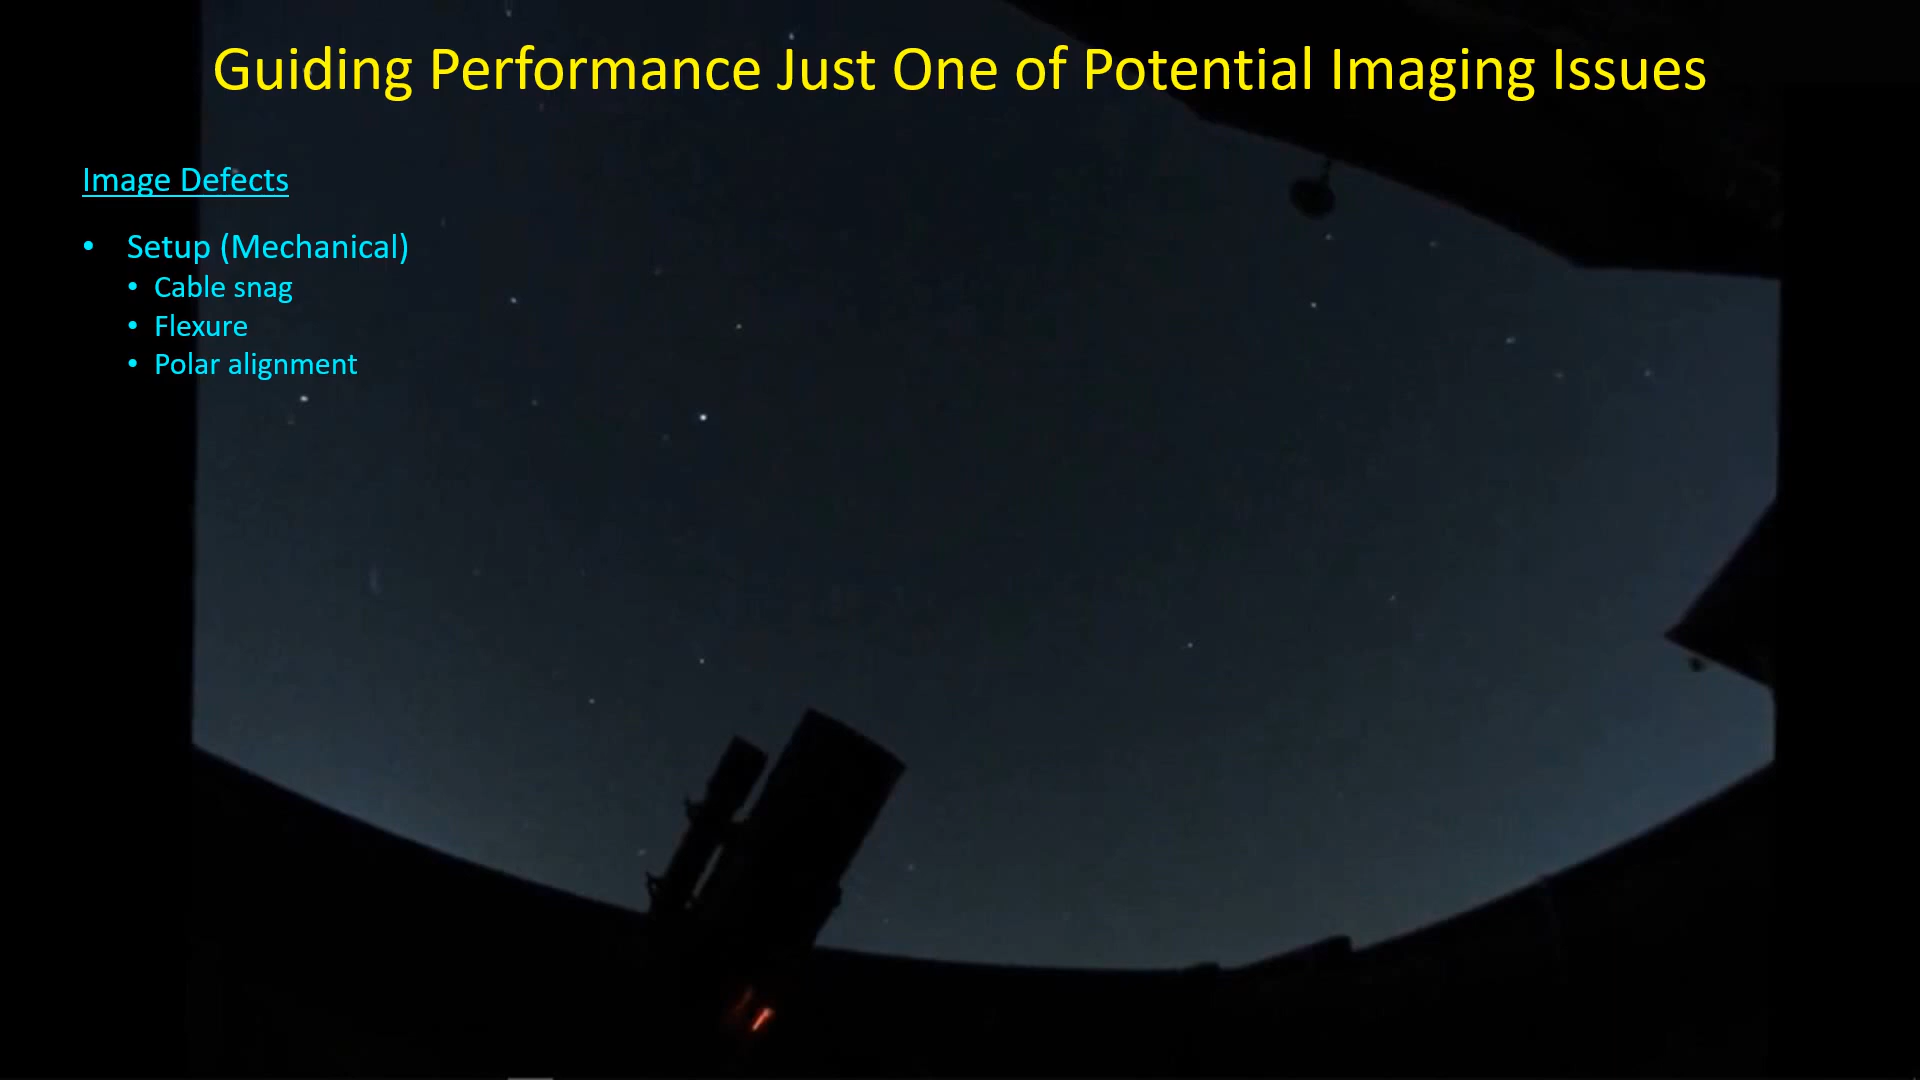 Guiding Performance Just One of Potential Imaging Issues
Image Defects
• Setup (Mechanical)
• Cable snag
• Flexure
• Polar alignment